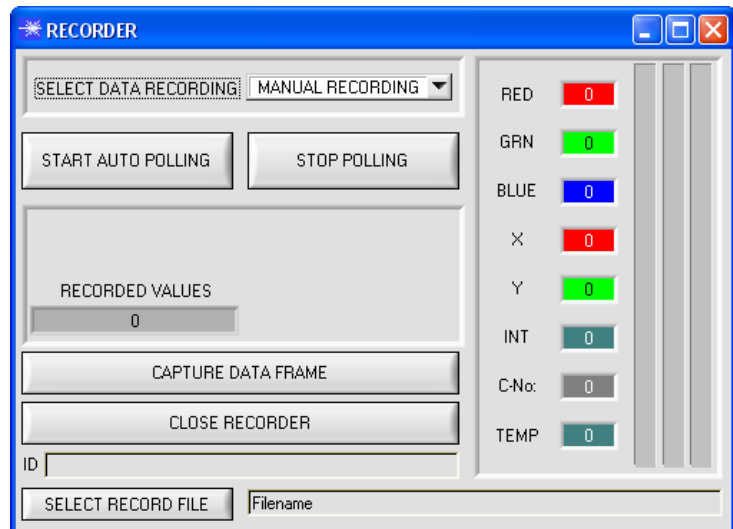 RECORDER
SELECT DATA RECORDING MANUAL RECORDING
START AUTO POLLING STOP POLLING
RECORDED VALUES
0
CAPTURE DATA FRAME
CLOSE RECORDER
ID
SELECT RECORD FILE Filename
RED 0
GRN 0
BLUE 0
X 0
Y 0
INT 0
C-No: 0
TEMP 0